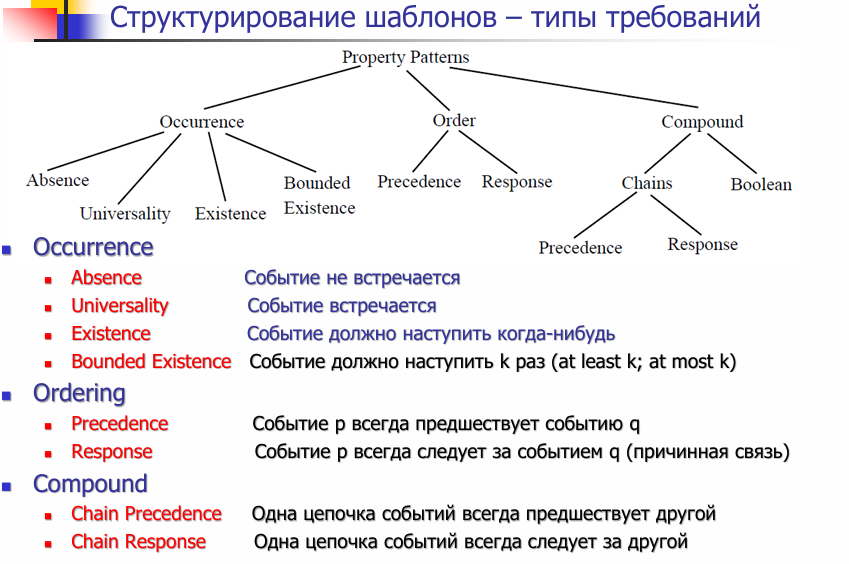 Структурирование шаблонов – типы требований
Property Patterns
Occurrence
Order
Compound
Absence
Universality
Existence
Bounded
Existence
Precedence
Response
Chains
Boolean
Precedence
Response
Occurrence
Absence Событие не встречается
Universality Событие встречается
Existence Событие должно наступить когда-нибудь
Bounded Existence Событие должно наступить k раз (at least k; at most k)
Ordering
Precedence Событие p всегда предшествует событию q
Response Событие p всегда следует за событием q (причинная связь)
Compound
Chain Precedence Одна цепочка событий всегда предшествует другой
Chain Response Одна цепочка событий всегда следует за другой